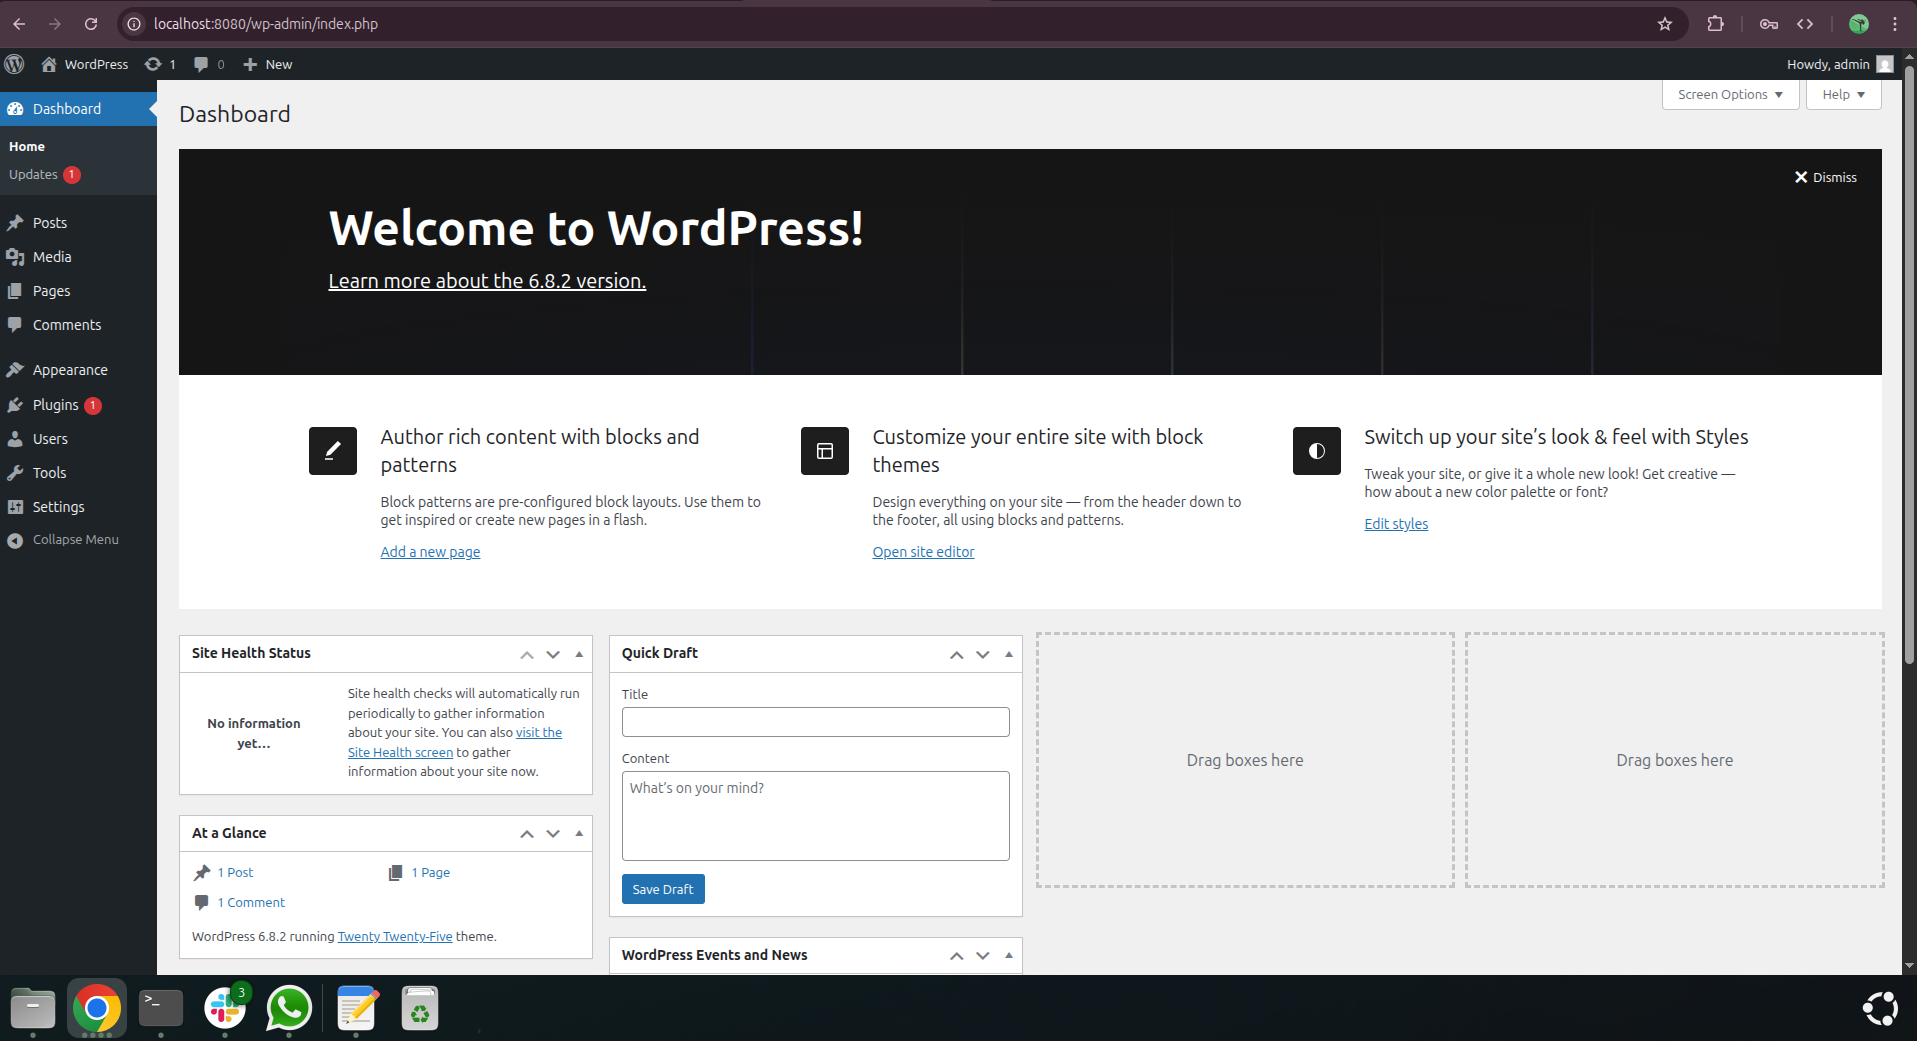 localhost:8080/wp-admin/index.php
WordPress 1 0 New
Howdy, admin
Dashboard
Home
Updates 1
Posts
Media
Pages
Comments
Appearance
Plugins 1
Users
Tools
Settings
Collapse Menu
Dashboard
Screen Options
Help
Dismiss
Welcome to WordPress!
Learn more about the 6.8.2 version.
Author rich content with blocks and
patterns
Block patterns are pre-configured block layouts. Use them to
get inspired or create new pages in a flash.
Add a new page
Customize your entire site with block
themes
Design everything on your site — from the header down to
the footer, all using blocks and patterns.
Open site editor
Switch up your site’s look & feel with Styles
Tweak your site, or give it a whole new look! Get creative —
how about a new color palette or font?
Edit styles
Site Health Status
No information
yet…
Site health checks will automatically run
periodically to gather information
about your site. You can also visit the
Site Health screen to gather
information about your site now.
At a Glance
1 Post
1 Page
1 Comment
WordPress 6.8.2 running Twenty Twenty-Five theme.
Quick Draft
Title
Content
What’s on your mind?
Save Draft
WordPress Events and News
Drag boxes here
Drag boxes here
>_
3